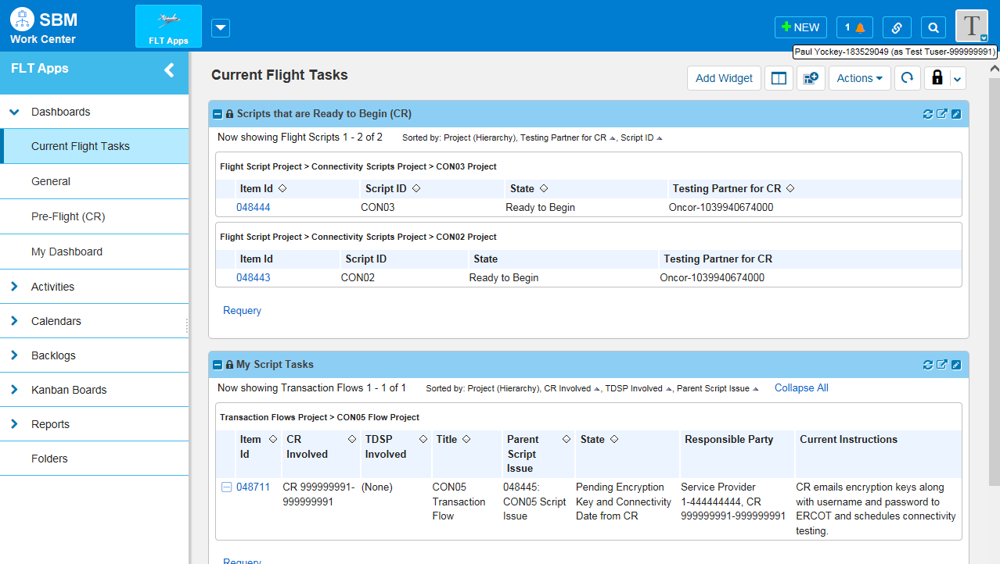 SBM
Work Center
FLT Apps
NEW
1
T
Paul Yockey-183529049 (as Test Tuser-999999991)
FLT Apps
Dashboards
Current Flight Tasks
General
Pre-Flight (CR)
My Dashboard
Activities
Calendars
Backlogs
Kanban Boards
Reports
Folders
Current Flight Tasks
Add Widget
Actions
Scripts that are Ready to Begin (CR)
Now showing Flight Scripts 1 - 2 of 2 Sorted by: Project (Hierarchy), Testing Partner for CR, Script ID
Flight Script Project > Connectivity Scripts Project > CON03 Project
Item Id Script ID State Testing Partner for CR
048444 CON03 Ready to Begin Oncor-1039940674000
Flight Script Project > Connectivity Scripts Project > CON02 Project
Item Id Script ID State Testing Partner for CR
048443 CON02 Ready to Begin Oncor-1039940674000
Requery
My Script Tasks
Now showing Transaction Flows 1 - 1 of 1 Sorted by: Project (Hierarchy), CR Involved, TDSP Involved, Parent Script Issue Collapse All
Transaction Flows Project > CON05 Flow Project
Item CR TDSP Title Parent State Responsible Party Current Instructions
Id Involved Involved Script
Issue
048711 CR 999999991- (None) CON05 048445: Pending Encryption Service Provider CR emails encryption keys along
999999991 Transaction CON05 Script Key and Connectivity 1-444444444, CR with username and password to
Flow Issue Date from CR 999999991-999999991 ERCOT and schedules connectivity
testing.
Requery